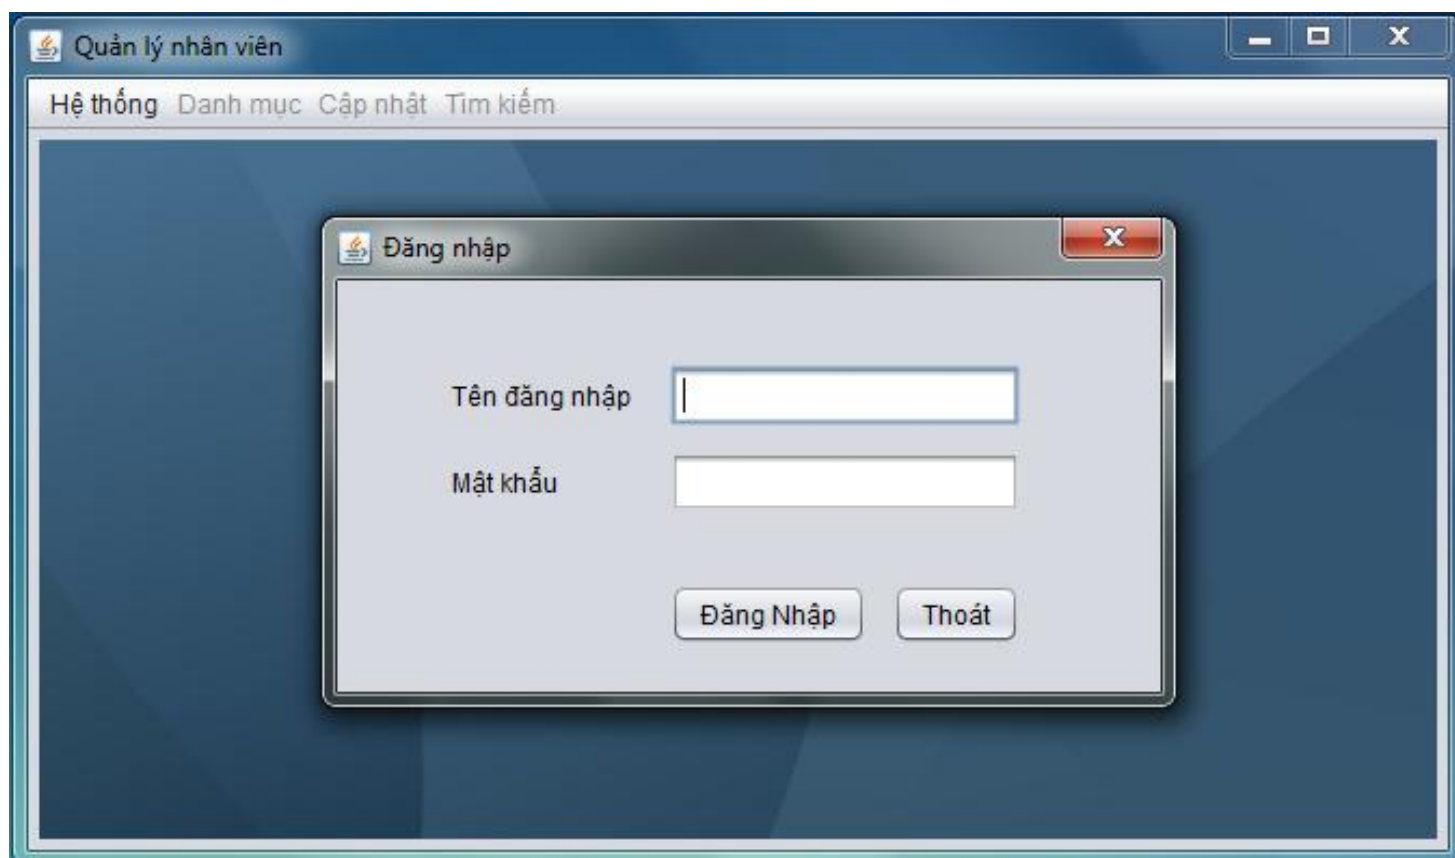 Quản lý nhân viên
Hệ thống Danh mục Cập nhật Tìm kiếm
Đăng nhập
Tên đăng nhập
Mật khẩu
Đăng Nhập Thoát